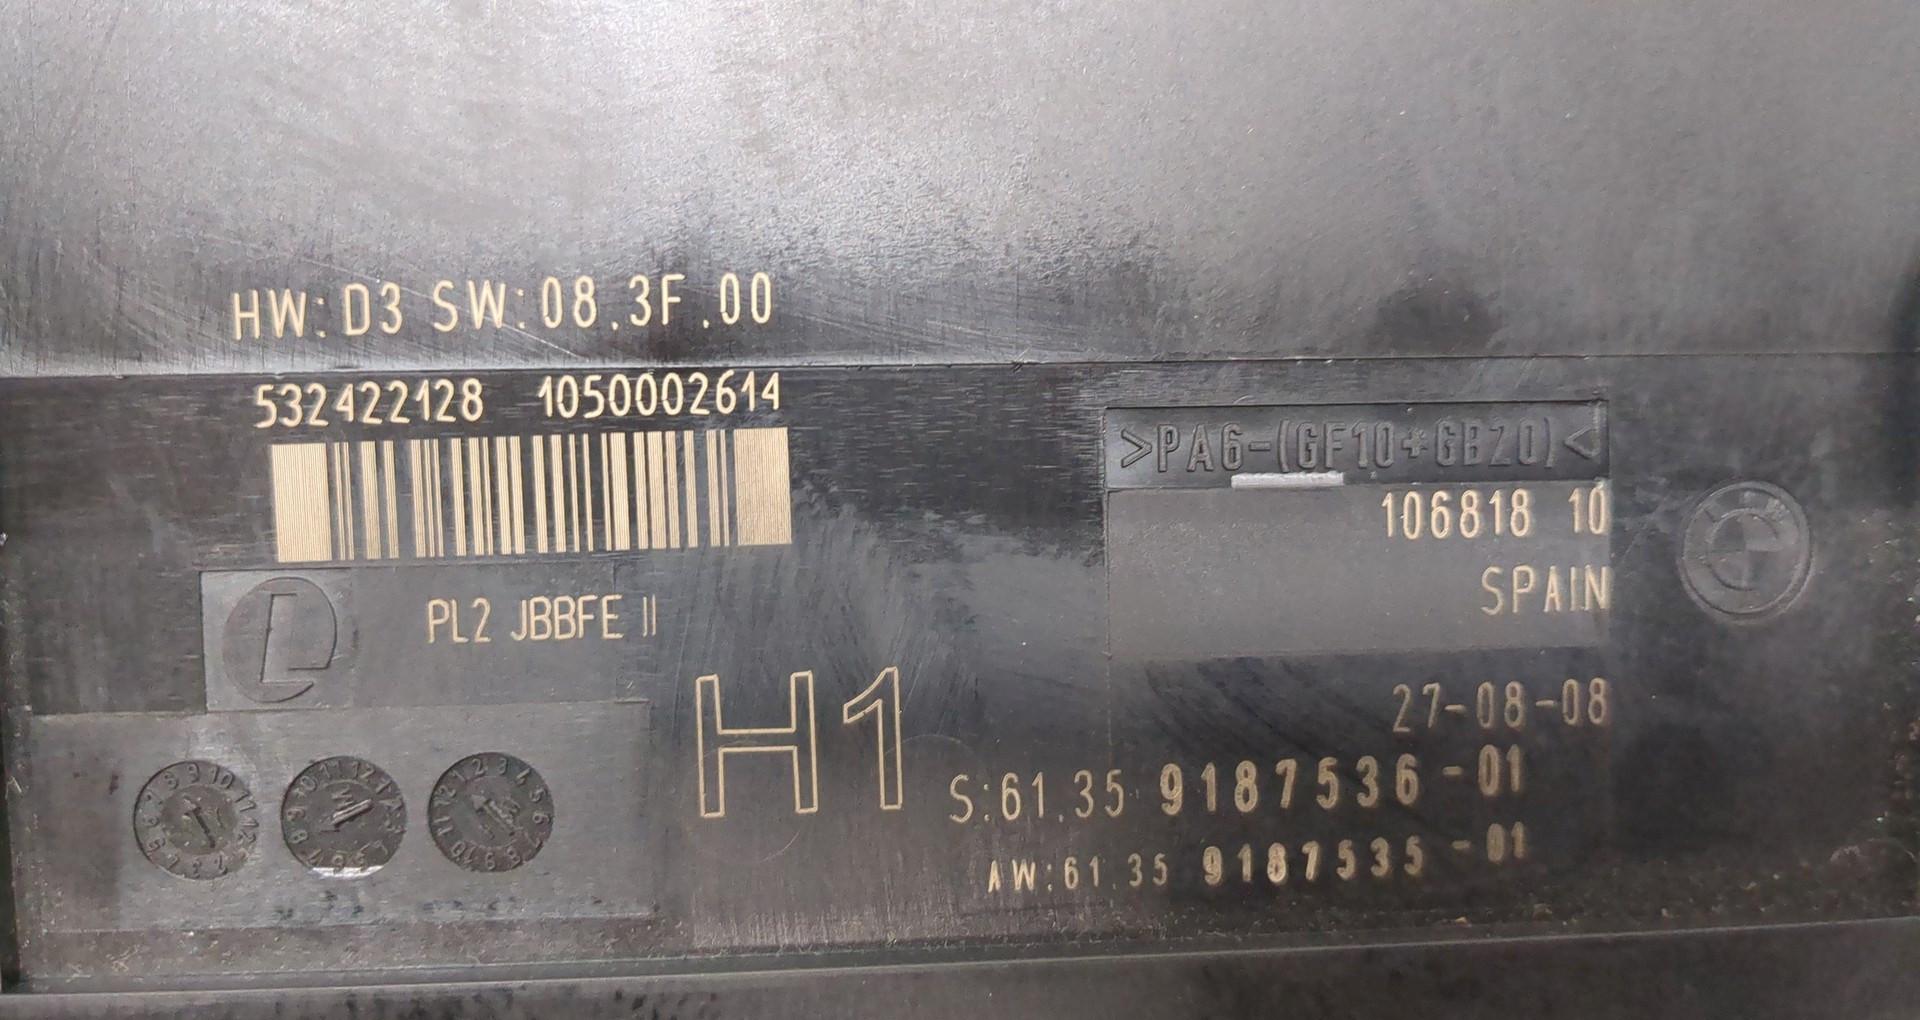 HW:D3 SW:08.3F.00
532422128 1050002614
>PA6-(GF10+GB20)<
106818 10
SPAIN
PL2 JBBFE II
H1
27-08-08
S:61.35 9187536-01
AW:61.35 9187535-01